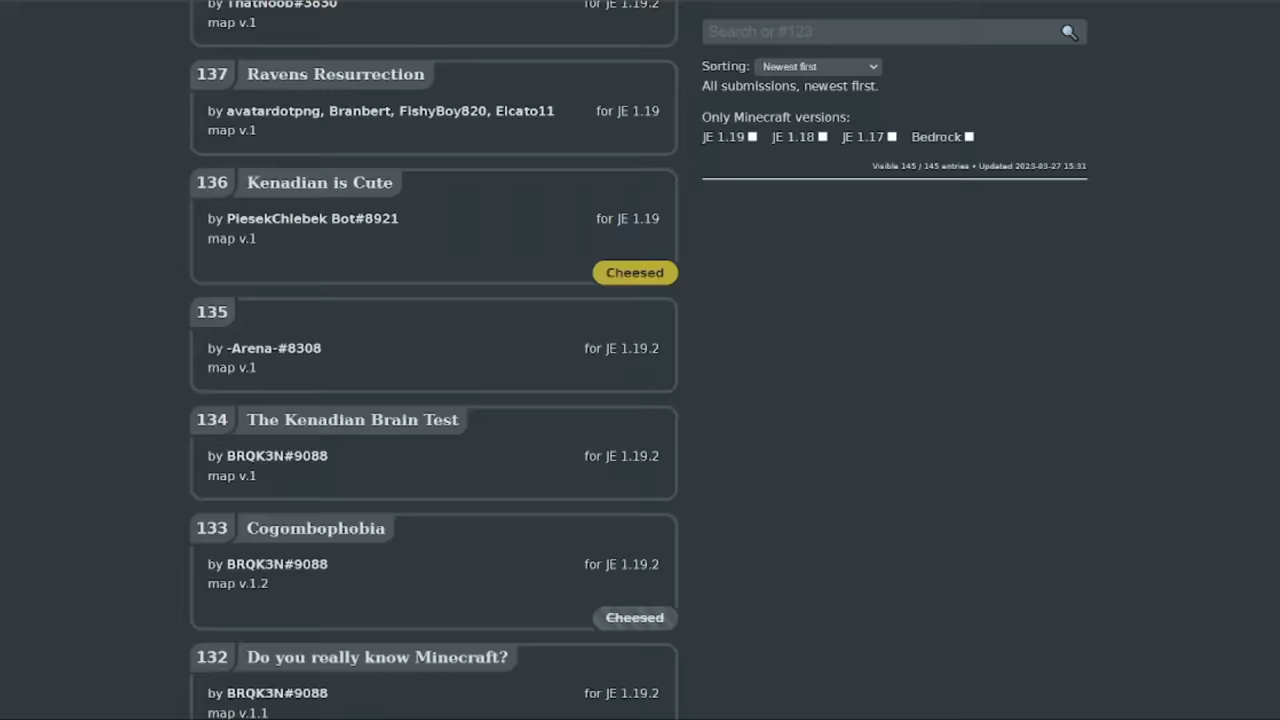 by ThatNoob#3830 for JE 1.19.2
map v.1
137 Ravens Resurrection
by avatardotpng, Branbert, FishyBoy820, Elcato11 for JE 1.19
map v.1
136 Kenadian is Cute
by PiesekChlebek Bot#8921 for JE 1.19
map v.1
Cheesed
135
by -Arena-#8308 for JE 1.19.2
map v.1
134 The Kenadian Brain Test
by BRQK3N#9088 for JE 1.19.2
map v.1
133 Cogombophobia
by BRQK3N#9088 for JE 1.19.2
map v.1.2
Cheesed
132 Do you really know Minecraft?
by BRQK3N#9088 for JE 1.19.2
map v.1.1
Search or #123
Sorting: Newest first
All submissions, newest first.
Only Minecraft versions:
JE 1.19 JE 1.18 JE 1.17 Bedrock
Visible 145 / 145 entries • Updated 2023-03-27 15:31